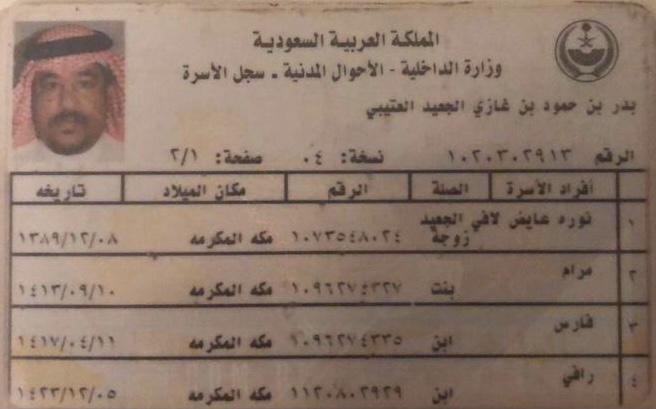 المملكة العربية السعودية
وزارة الداخلية - الأحوال المدنية - سجل الأسرة
بدر بن حمود بن غازي الجعيد العتيبي
الرقم ١٠٢٠٣٠٢٩١٣ نسخة: ٠٤ صفحة: ٢/١
أفراد الأسرة الصلة الرقم مكان الميلاد تاريخه
١ نوره عايض لافي الجعيد
زوجة ١٠٧٣٥٤٨٠٢٤ مكه المكرمه ١٣٨٩/١٢/٠٨
٢ مرام
بنت ١٠٩٦٢٧٤٣٢٧ مكه المكرمه ١٤١٣/٠٩/١٠
٣ فارس
ابن ١٠٩٦٢٧٤٣٣٥ مكه المكرمه ١٤١٧/٠٤/١١
٤ رافي
ابن ١١٢٠٨٠٢٩٢٩ مكه المكرمه ١٤٢٣/١٢/٠٥